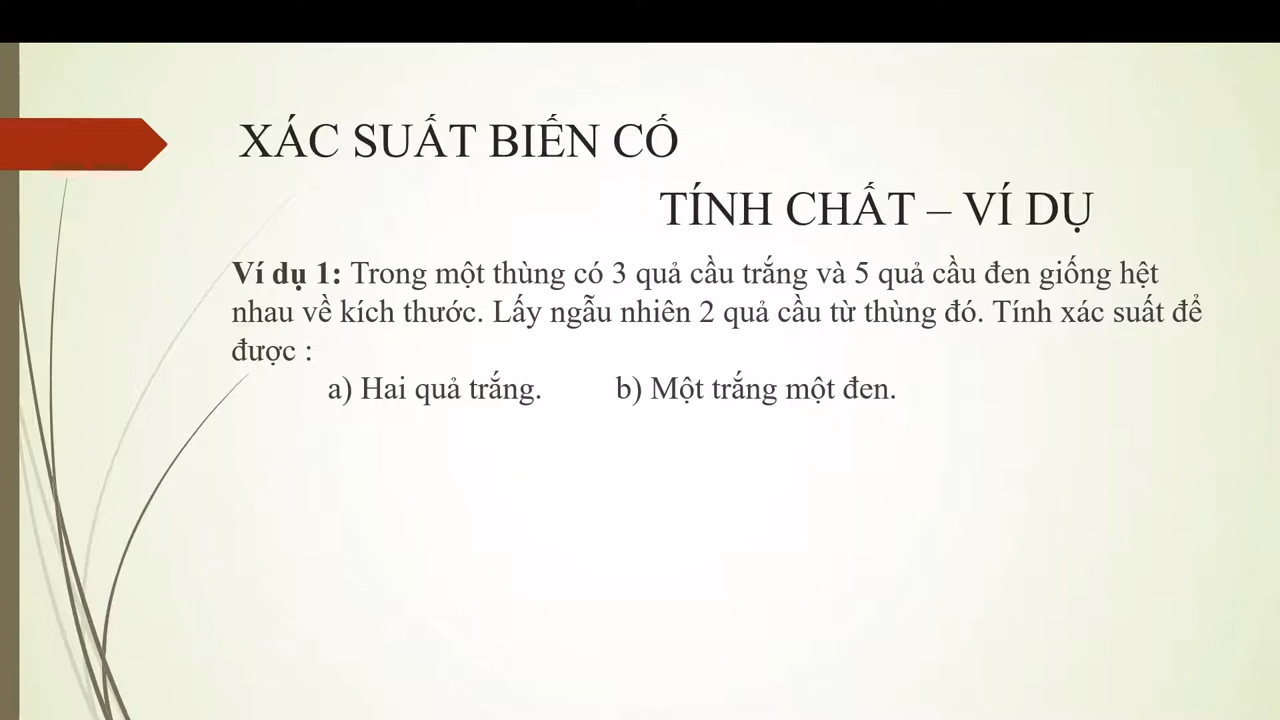 XÁC SUẤT BIẾN CỐ
TÍNH CHẤT – VÍ DỤ
Ví dụ 1: Trong một thùng có 3 quả cầu trắng và 5 quả cầu đen giống hệt
nhau về kích thước. Lấy ngẫu nhiên 2 quả cầu từ thùng đó. Tính xác suất để
được :
a) Hai quả trắng. b) Một trắng một đen.